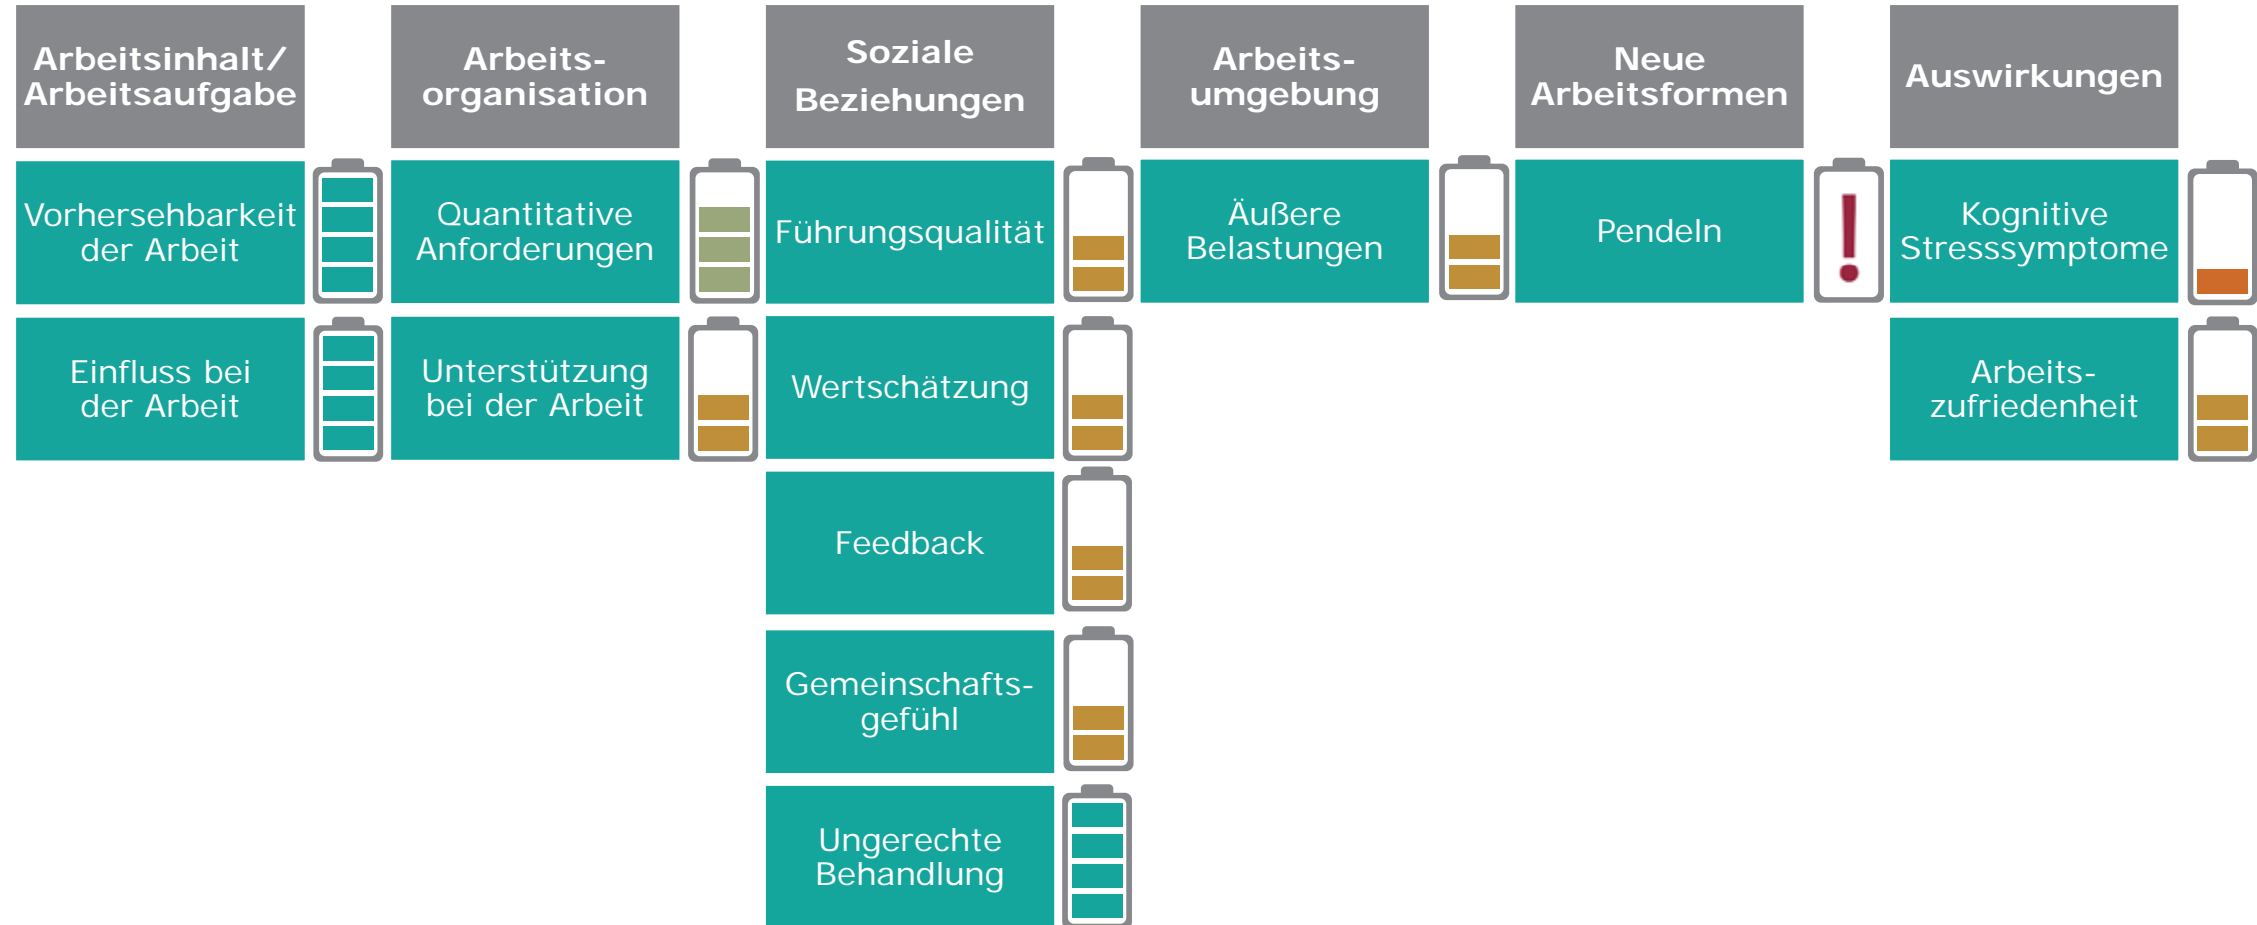 Arbeitsinhalt/
Arbeitsaufgabe
Arbeits-
organisation
Soziale
Beziehungen
Arbeits-
umgebung
Neue
Arbeitsformen
Auswirkungen
Vorhersehbarkeit
der Arbeit
Quantitative
Anforderungen
Führungsqualität
Äußere
Belastungen
Pendeln
!
Kognitive
Stresssymptome
Einfluss bei
der Arbeit
Unterstützung
bei der Arbeit
Wertschätzung
Arbeits-
zufriedenheit
Feedback
Gemeinschafts-
gefühl
Ungerechte
Behandlung